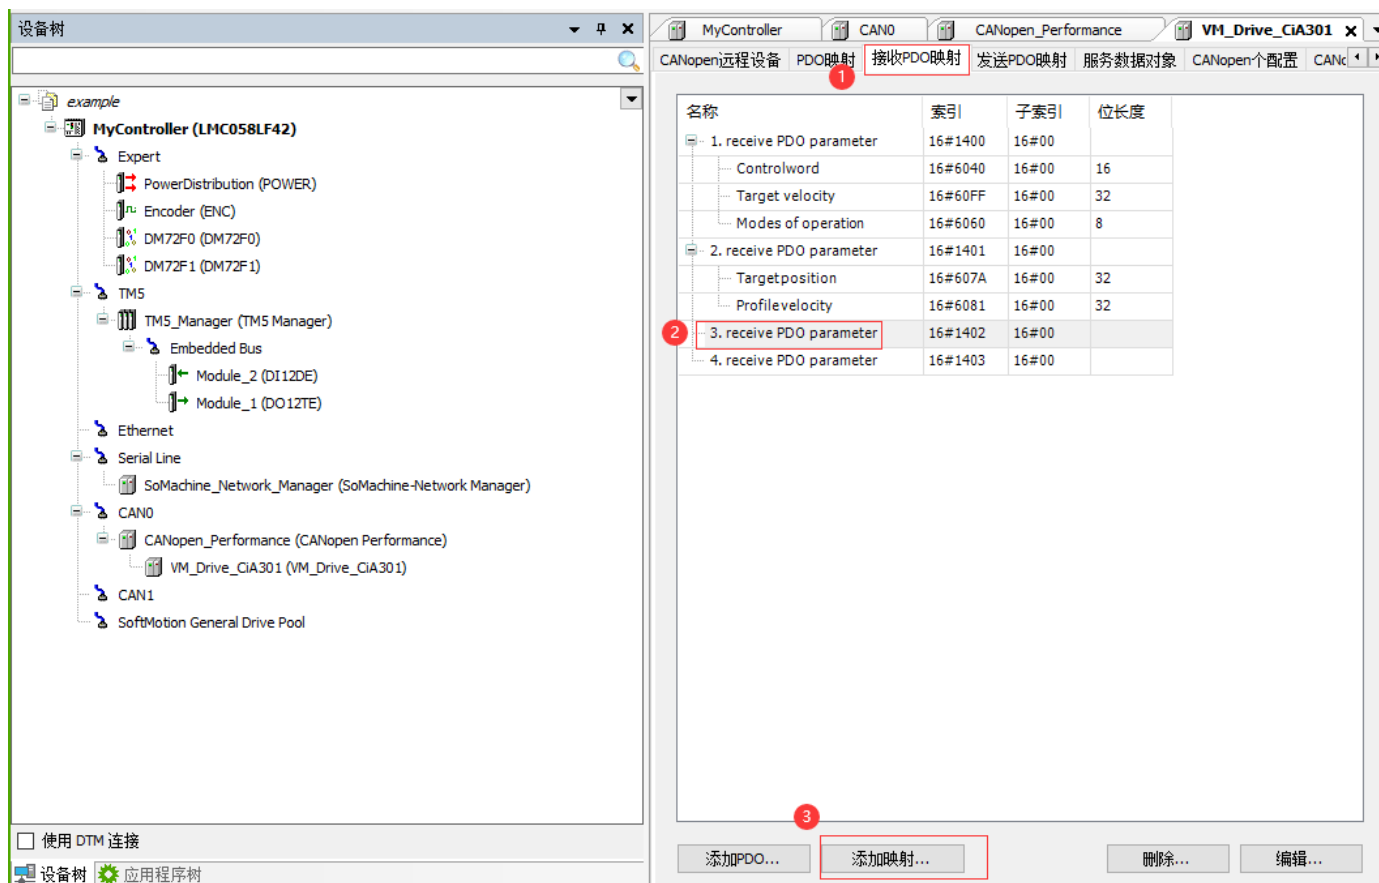 设备树
example
MyController (LMC058LF42)
Expert
PowerDistribution (POWER)
Encoder (ENC)
DM72F0 (DM72F0)
DM72F1 (DM72F1)
TM5
TM5_Manager (TM5 Manager)
Embedded Bus
Module_2 (DI12DE)
Module_1 (DO12TE)
Ethernet
Serial Line
SoMachine_Network_Manager (SoMachine-Network Manager)
CAN0
CANopen_Performance (CANopen Performance)
VM_Drive_CiA301 (VM_Drive_CiA301)
CAN1
SoftMotion General Drive Pool
使用 DTM 连接
设备树 应用程序树
MyController CAN0 CANopen_Performance VM_Drive_CiA301
CANopen远程设备 PDO映射 接收PDO映射 发送PDO映射 服务数据对象 CANopen个配置 CANc
1
名称 索引 子索引 位长度
1. receive PDO parameter 16#1400 16#00
Controlword 16#6040 16#00 16
Target velocity 16#60FF 16#00 32
Modes of operation 16#6060 16#00 8
2. receive PDO parameter 16#1401 16#00
Targetposition 16#607A 16#00 32
Profilevelocity 16#6081 16#00 32
2 3. receive PDO parameter 16#1402 16#00
4. receive PDO parameter 16#1403 16#00
3
添加PDO... 添加映射... 删除... 编辑...